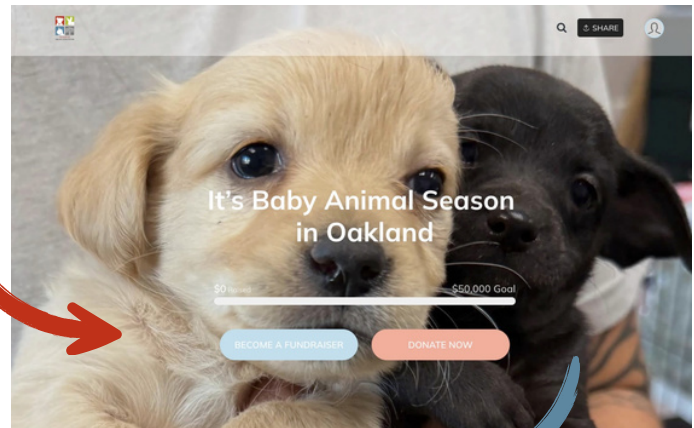 SHARE
It's Baby Animal Season
in Oakland
$0 Raised
$50,000 Goal
BECOME A FUNDRAISER
DONATE NOW